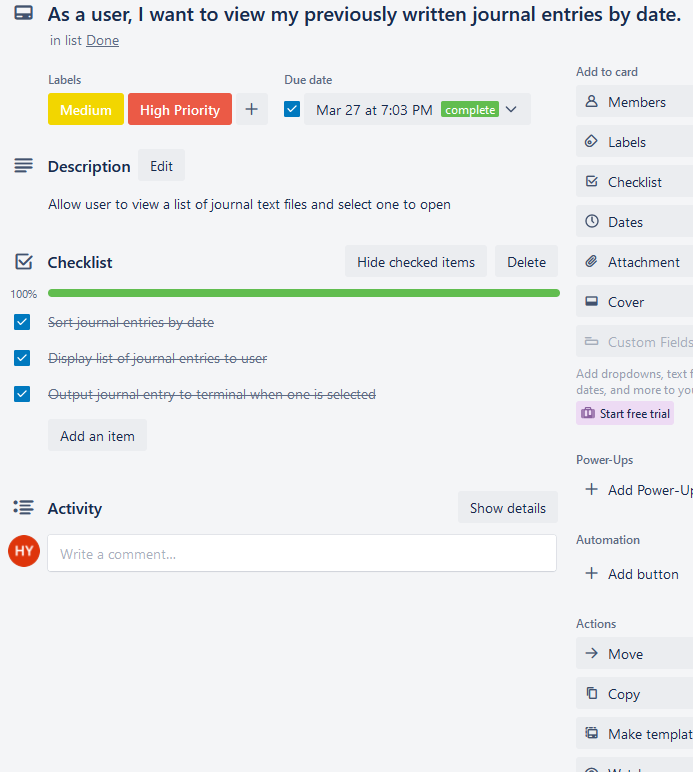 As a user, I want to view my previously written journal entries by date.
in list Done
Labels
Medium
High Priority
Due date
Mar 27 at 7:03 PM complete
Description
Edit
Allow user to view a list of journal text files and select one to open
Checklist
Hide checked items
Delete
100%
Sort journal entries by date
Display list of journal entries to user
Output journal entry to terminal when one is selected
Add an item
Activity
Show details
HY
Write a comment...
Add to card
Members
Labels
Checklist
Dates
Attachment
Cover
Custom Fields
Add dropdowns, text f
dates, and more to you
Start free trial
Power-Ups
Add Power-Up
Automation
Add button
Actions
Move
Copy
Make templat